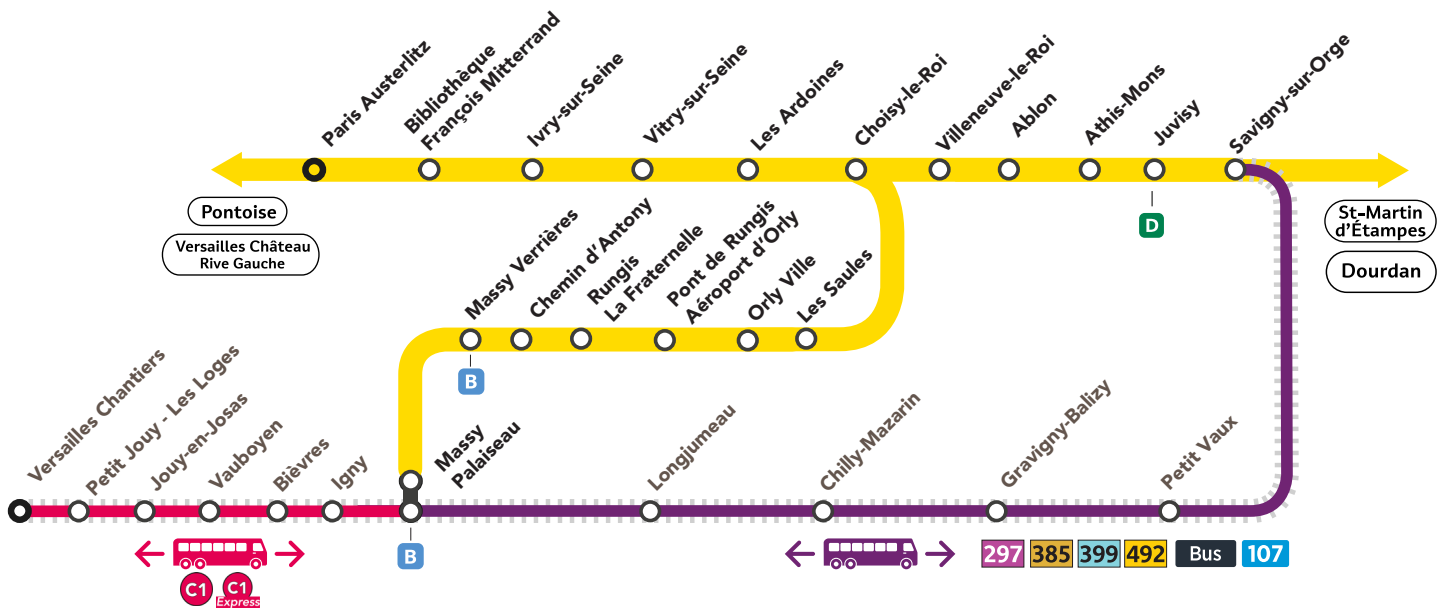 Paris Austerlitz
Bibliothèque
François Mitterrand
Ivry-sur-Seine
Vitry-sur-Seine
Les Ardoines
Choisy-le-Roi
Villeneuve-le-Roi
Ablon
Athis-Mons
Juvisy
Savigny-sur-Orge
Pontoise
Versailles Château
Rive Gauche
D
St-Martin
d'Étampes
Dourdan
Massy Verrières
Chemin d'Antony
Rungis
La Fraternelle
Pont de Rungis
Aéroport d'Orly
Orly Ville
Les Saules
B
Versailles Chantiers
Petit Jouy - Les Loges
Jouy-en-Josas
Vauboyen
Bièvres
Igny
Massy
Palaiseau
Longjumeau
Chilly-Mazarin
Gravigny-Balizy
Petit Vaux
B
C1
C1
Express
297
385
399
492
Bus
107